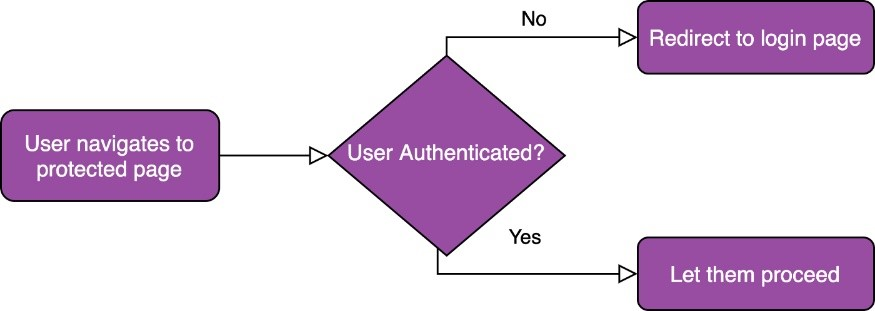 No
Redirect to login page
User navigates to
protected page
User Authenticated?
Yes
Let them proceed